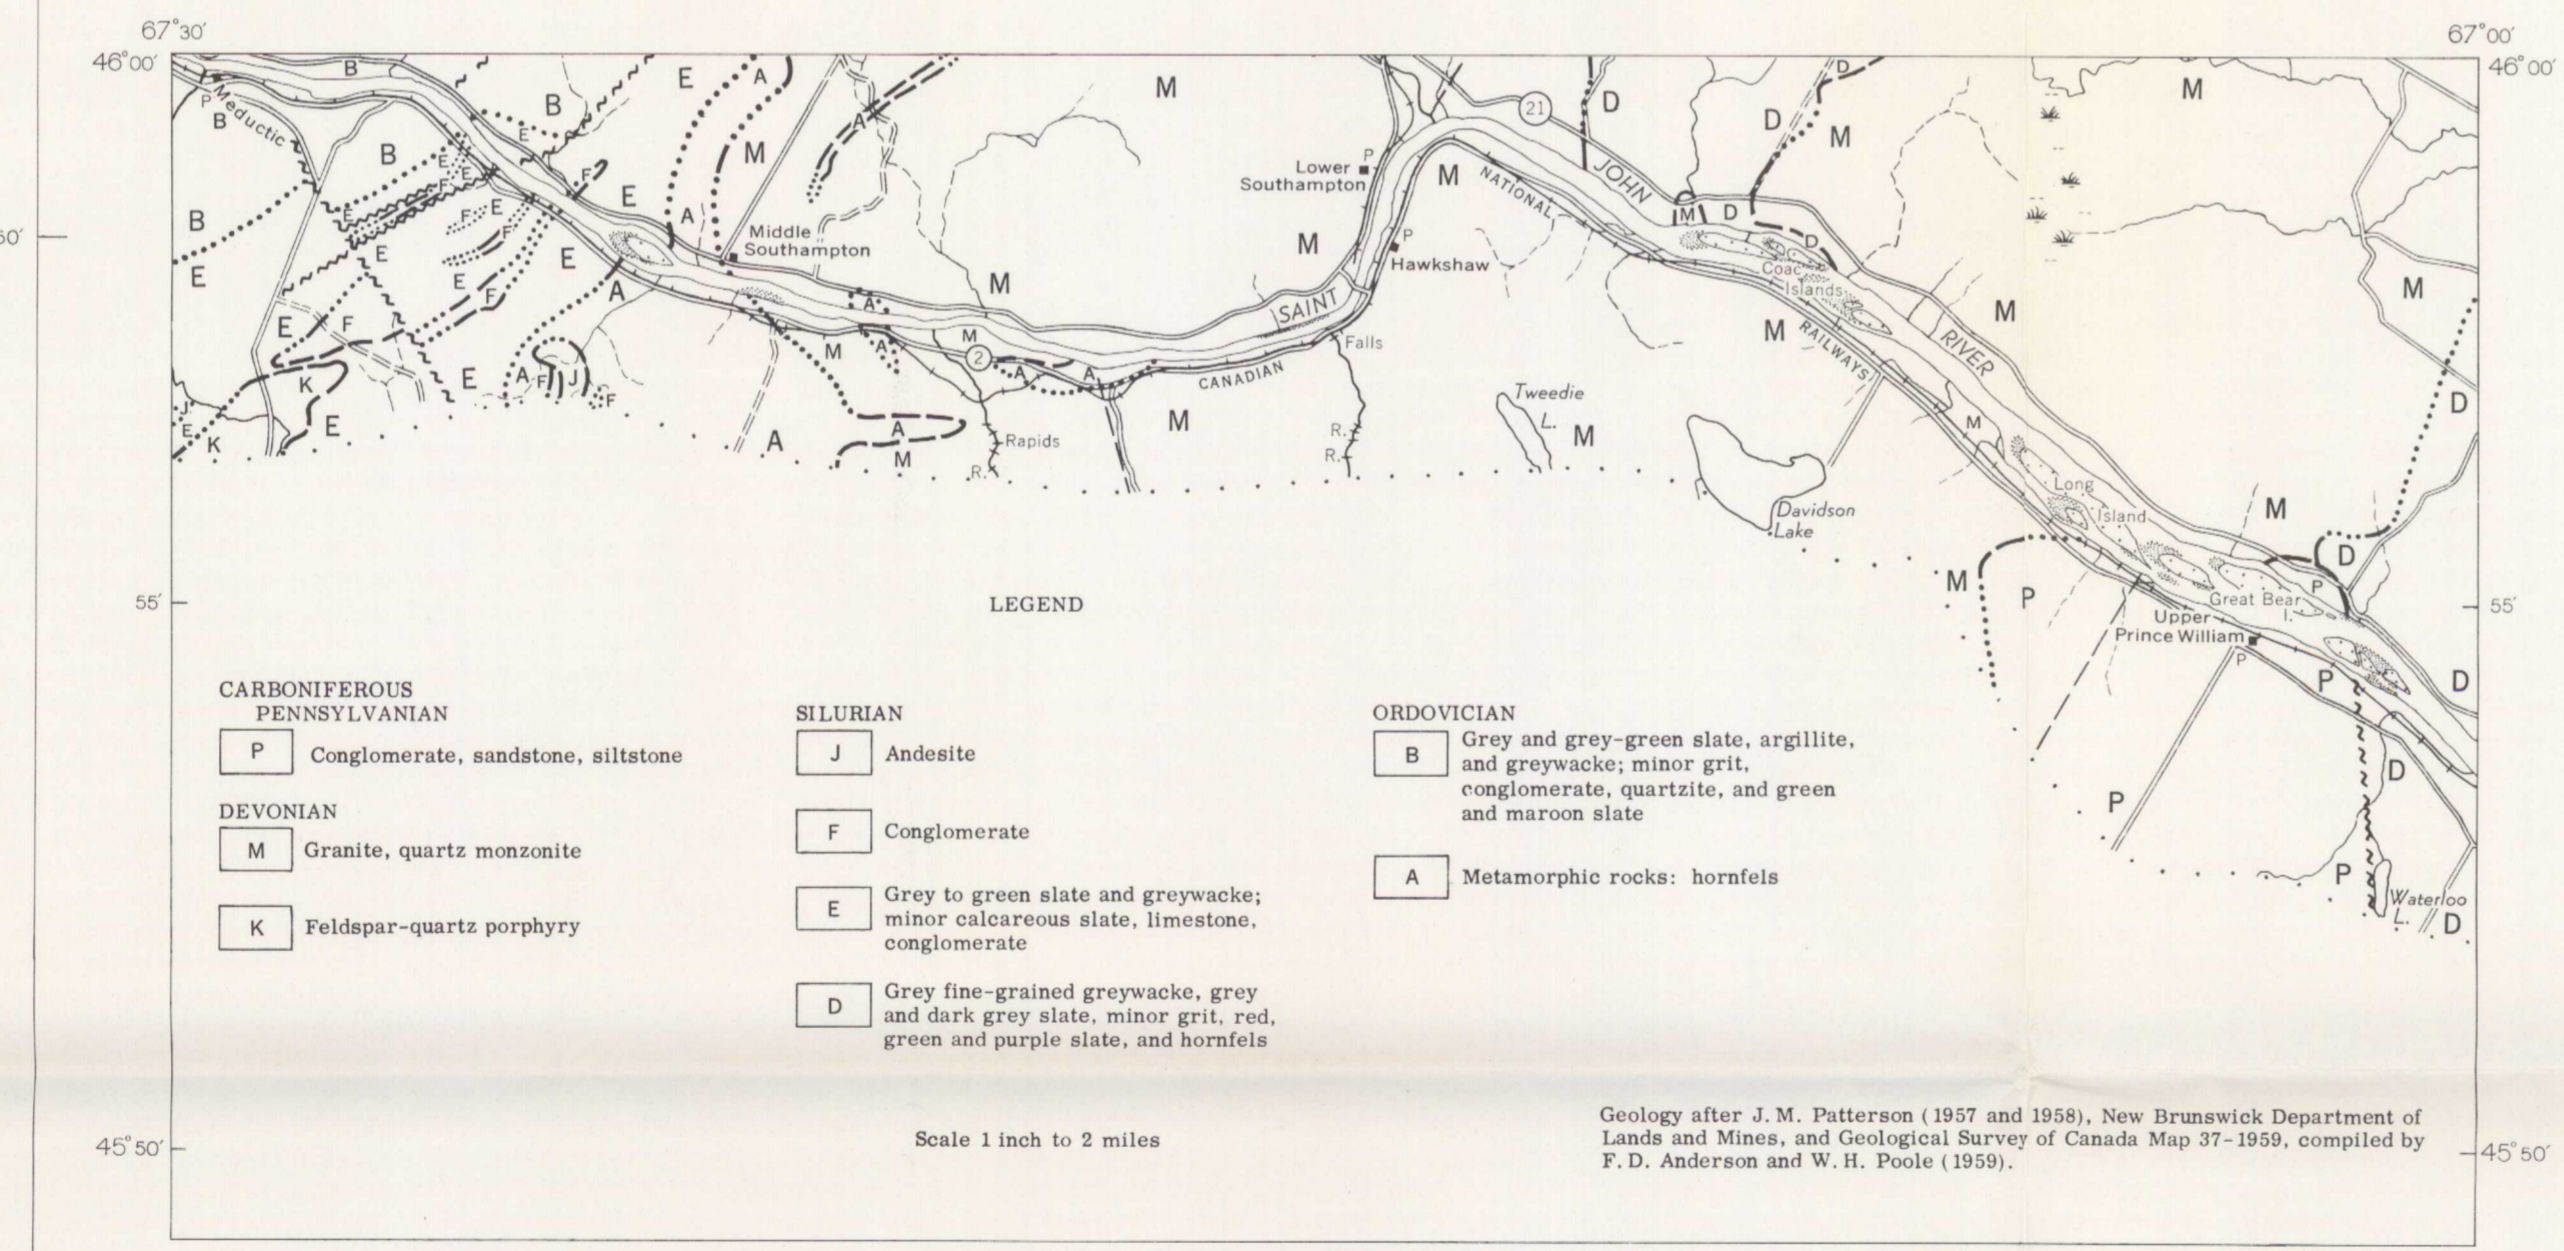 67°30′
67°00′
46°00′
46°00′
B
E
A
M
M
D
B
P
Meductic
B
E
A
21
D
D
M
B
E
M
Lower
Southampton
P
M
NATIONAL
JOHN
E
F
E
F
E
B
E
F
E
F
A
M
D
Middle
Southampton
M
P
Hawkshaw
D
Coac
Islands
E
E
E
E
A
A
M
SAINT
M
M
E
F
F
M
A
M
2
Falls
M
RAILWAYS
RIVER
K
E
A
F
J
F
A
A
CANADIAN
Tweedie
L.
D
J
E
K
E
A
A
M
Rapids
R.
M
R.
R.
M
M
Long
Island
M
Davidson
Lake
M
P
D
P
Great Bear
I.
55′
55′
LEGEND
Upper
Prince William
P
P
D
D
P
P
Waterloo
L.
D
CARBONIFEROUS
PENNSYLVANIAN
P Conglomerate, sandstone, siltstone
DEVONIAN
M Granite, quartz monzonite
K Feldspar-quartz porphyry
SILURIAN
J Andesite
F Conglomerate
E Grey to green slate and greywacke;
minor calcareous slate, limestone,
conglomerate
D Grey fine-grained greywacke, grey
and dark grey slate, minor grit, red,
green and purple slate, and hornfels
ORDOVICIAN
B Grey and grey-green slate, argillite,
and greywacke; minor grit,
conglomerate, quartzite, and green
and maroon slate
A Metamorphic rocks: hornfels
Scale 1 inch to 2 miles
Geology after J. M. Patterson (1957 and 1958), New Brunswick Department of
Lands and Mines, and Geological Survey of Canada Map 37-1959, compiled by
F. D. Anderson and W. H. Poole (1959).
45°50′
45°50′